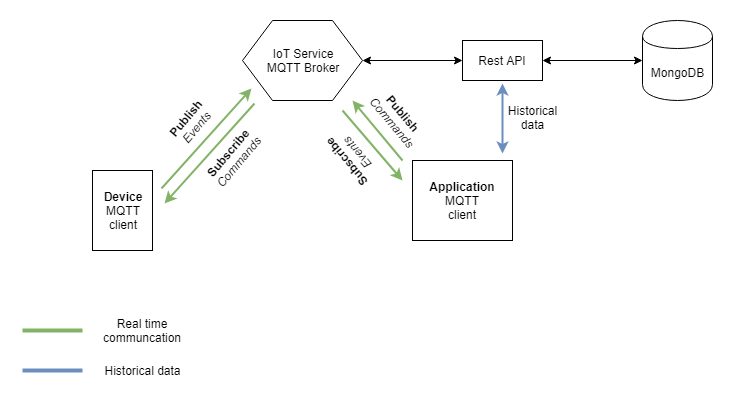 IoT Service
MQTT Broker
Rest API
MongoDB
Publish
Events
Subscribe
Commands
Publish
Commands
Subscribe
Events
Historical
data
Device
MQTT
client
Application
MQTT
client
Real time
communcation
Historical data